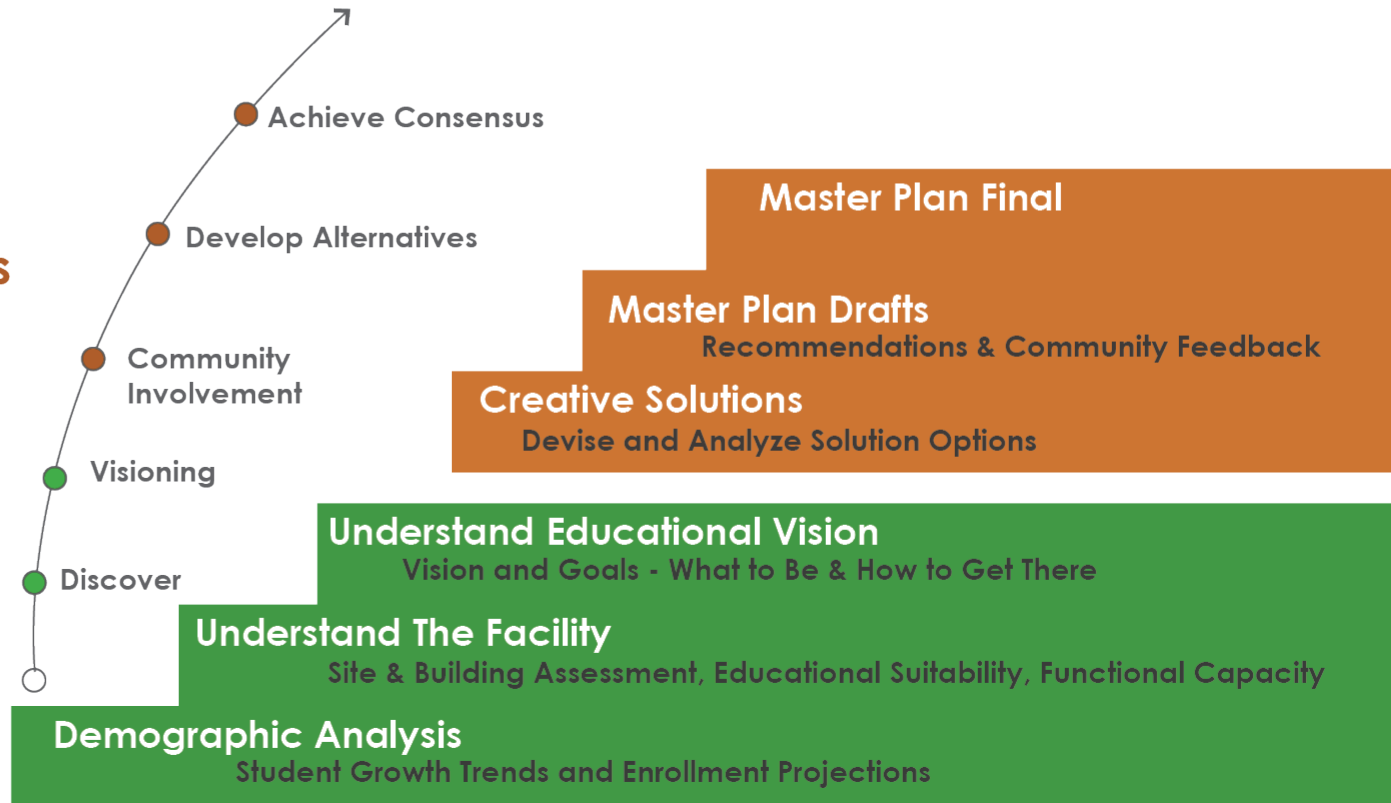 Achieve Consensus
Develop Alternatives
s
Community
Involvement
Visioning
Discover
Master Plan Final
Master Plan Drafts
Recommendations & Community Feedback
Creative Solutions
Devise and Analyze Solution Options
Understand Educational Vision
Vision and Goals - What to Be & How to Get There
Understand The Facility
Site & Building Assessment, Educational Suitability, Functional Capacity
Demographic Analysis
Student Growth Trends and Enrollment Projections